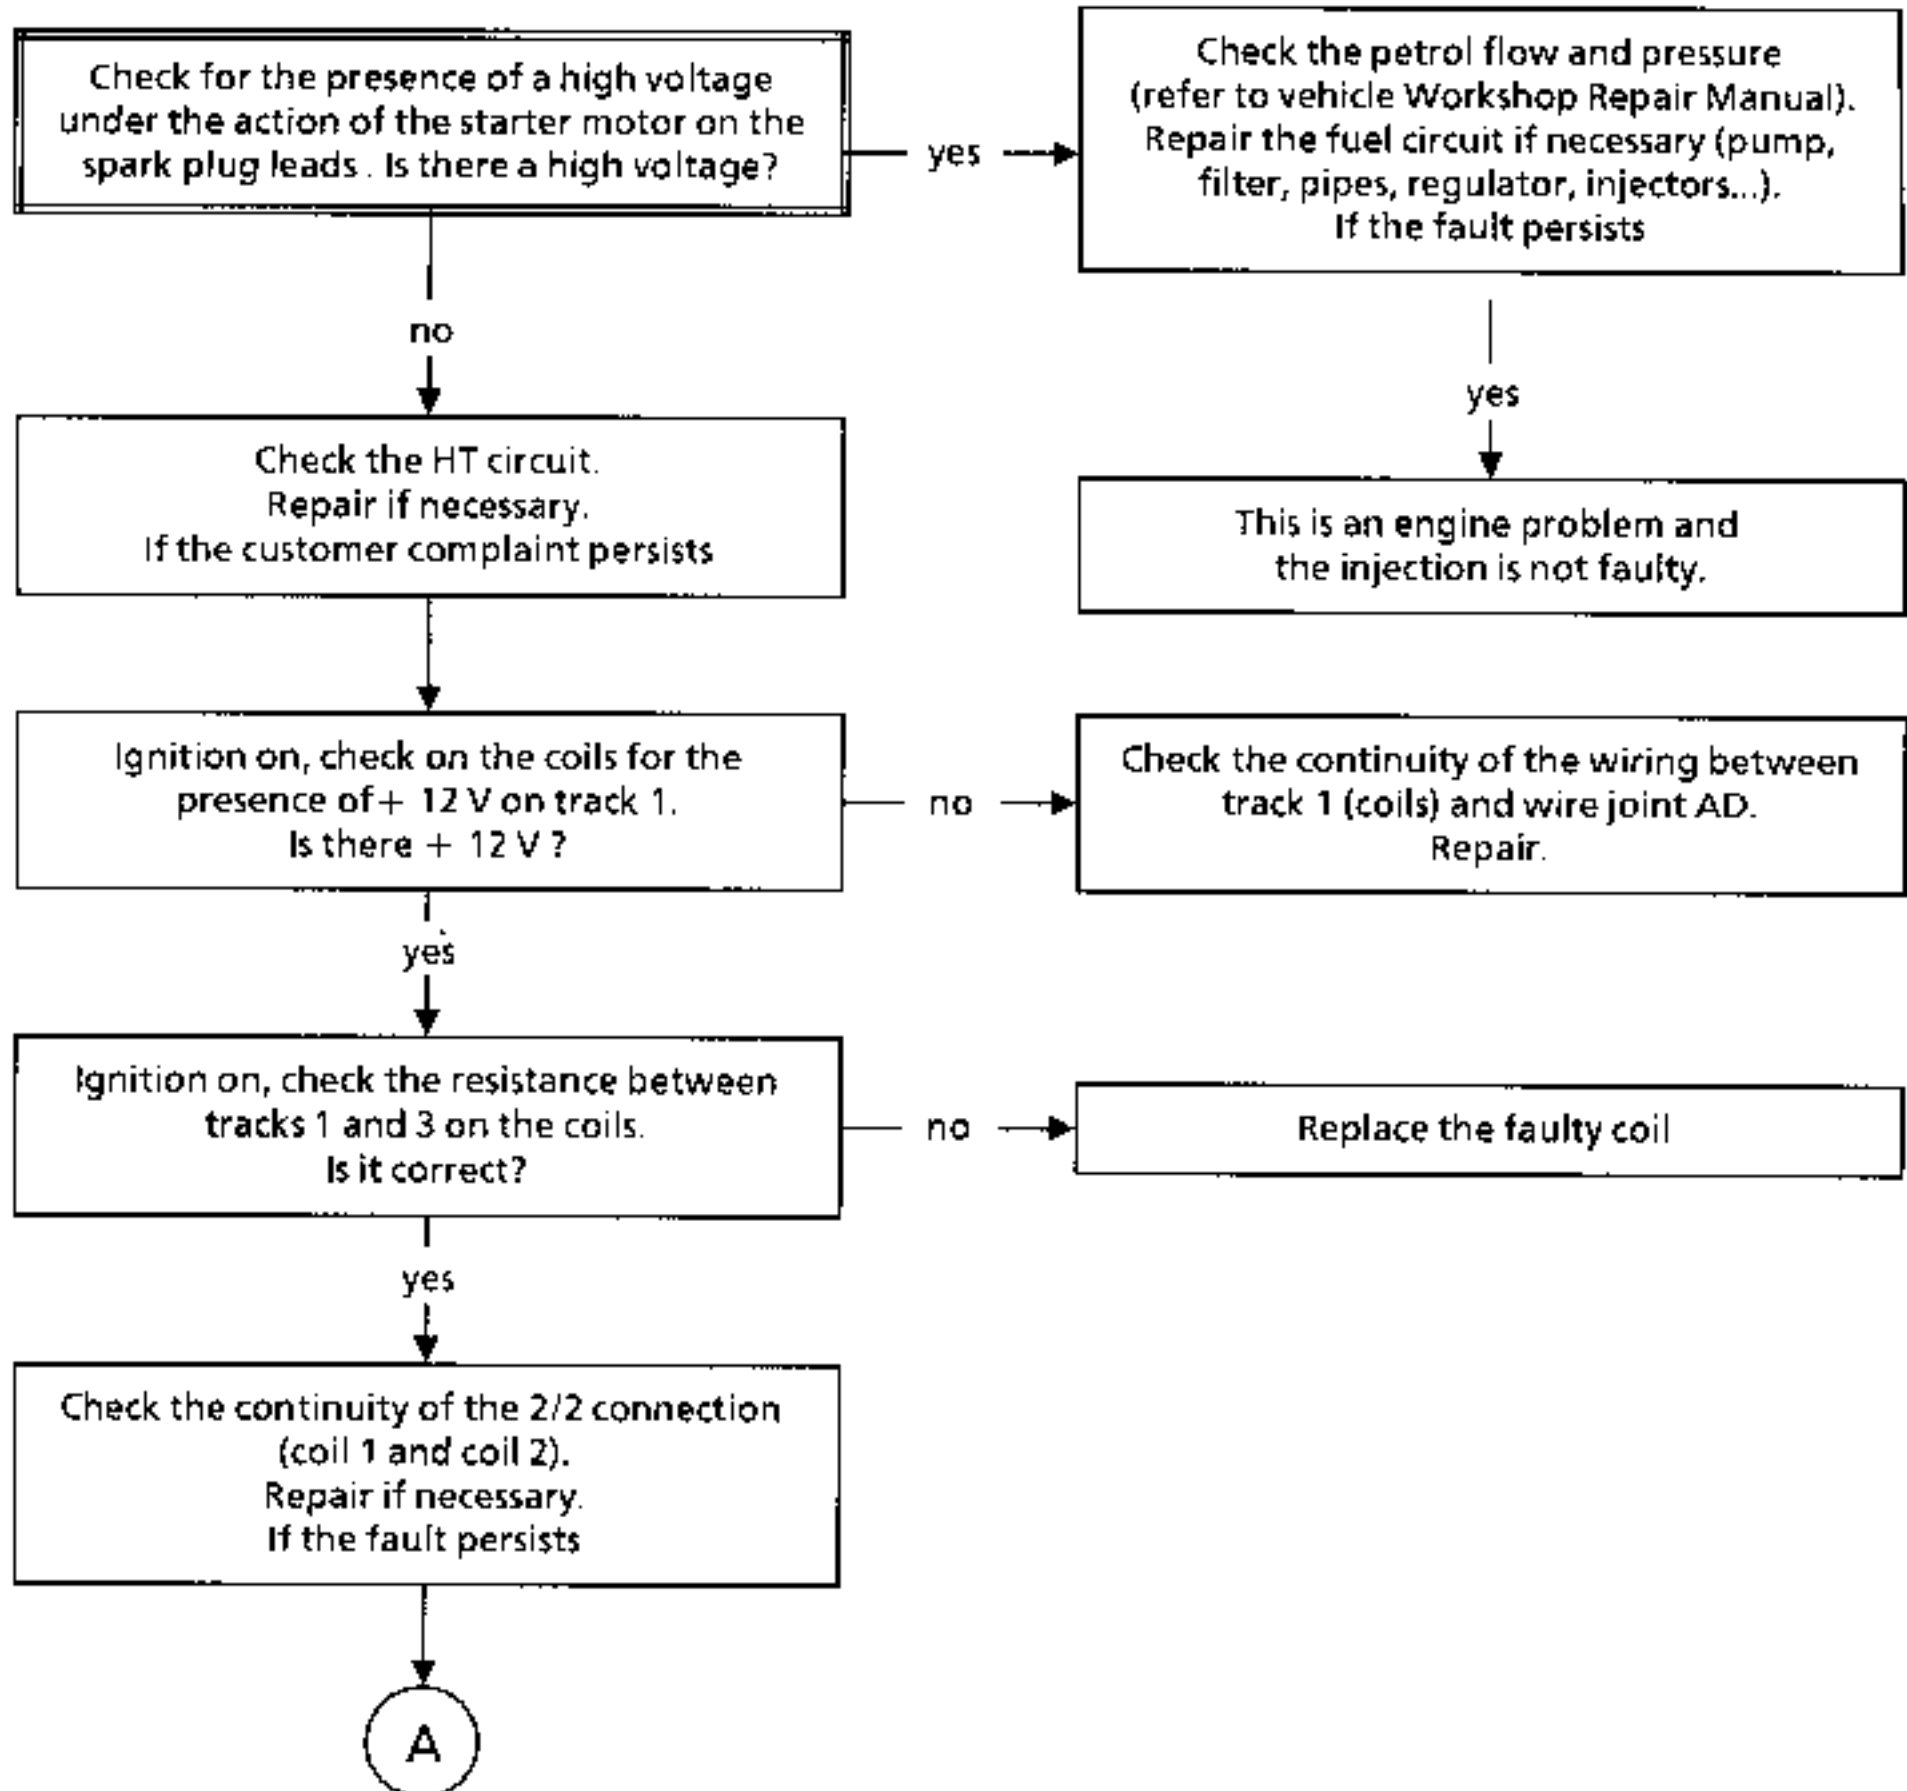 Check for the presence of a high voltage
under the action of the starter motor on the
spark plug leads. Is there a high voltage?
yes
Check the petrol flow and pressure
(refer to vehicle Workshop Repair Manual).
Repair the fuel circuit if necessary (pump,
filter, pipes, regulator, injectors...).
If the fault persists
no
yes
Check the HT circuit.
Repair if necessary.
If the customer complaint persists
This is an engine problem and
the injection is not faulty.
Ignition on, check on the coils for the
presence of + 12 V on track 1.
Is there + 12 V ?
no
Check the continuity of the wiring between
track 1 (coils) and wire joint AD.
Repair.
yes
Ignition on, check the resistance between
tracks 1 and 3 on the coils.
Is it correct?
no
Replace the faulty coil
yes
Check the continuity of the 2/2 connection
(coil 1 and coil 2).
Repair if necessary.
If the fault persists
A